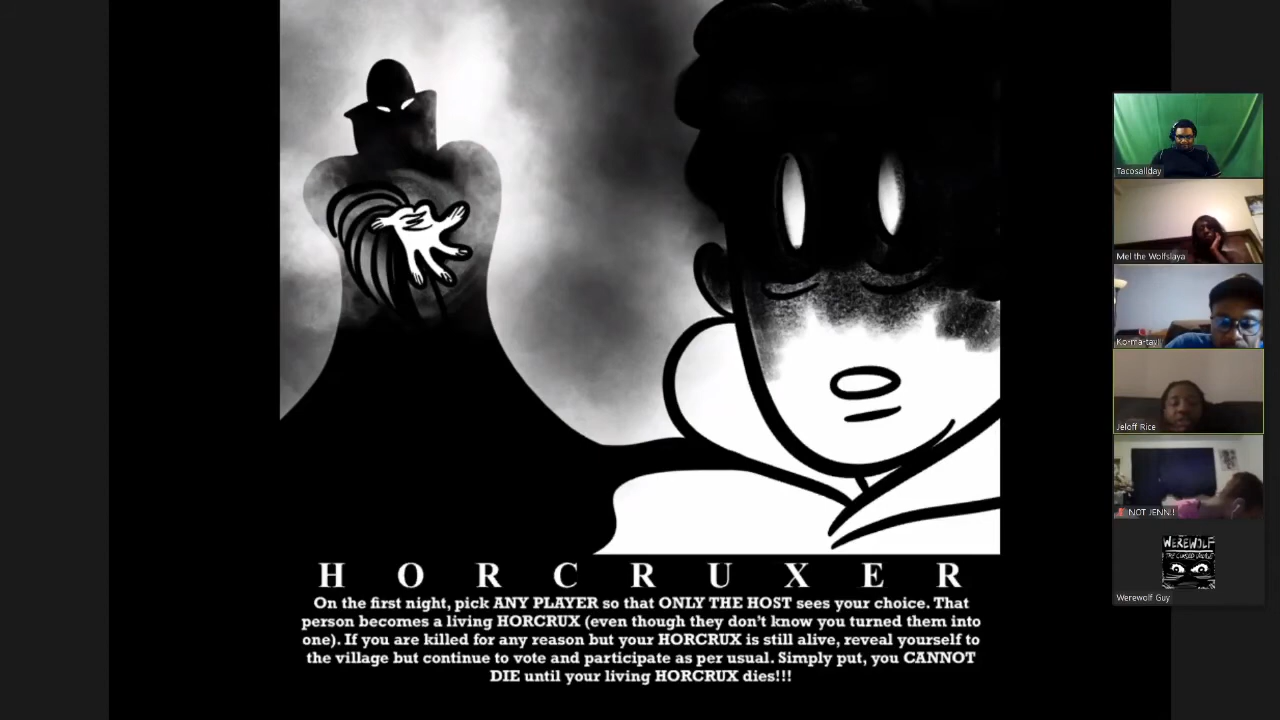 Tacosallday
Mel the Wolfslaya
Ko-ma-tayl
Jeloff Rice
NOT JENN!
WEREWOLF
Werewolf Guy
HORCRUXER
On the first night, pick ANY PLAYER so that ONLY THE HOST sees your choice. That
person becomes a living HORCRUX (even though they don't know you turned them into
one). If you are killed for any reason but your HORCRUX is still alive, reveal yourself to
the village but continue to vote and participate as per usual. Simply put, you CANNOT
DIE until your living HORCRUX dies!!!